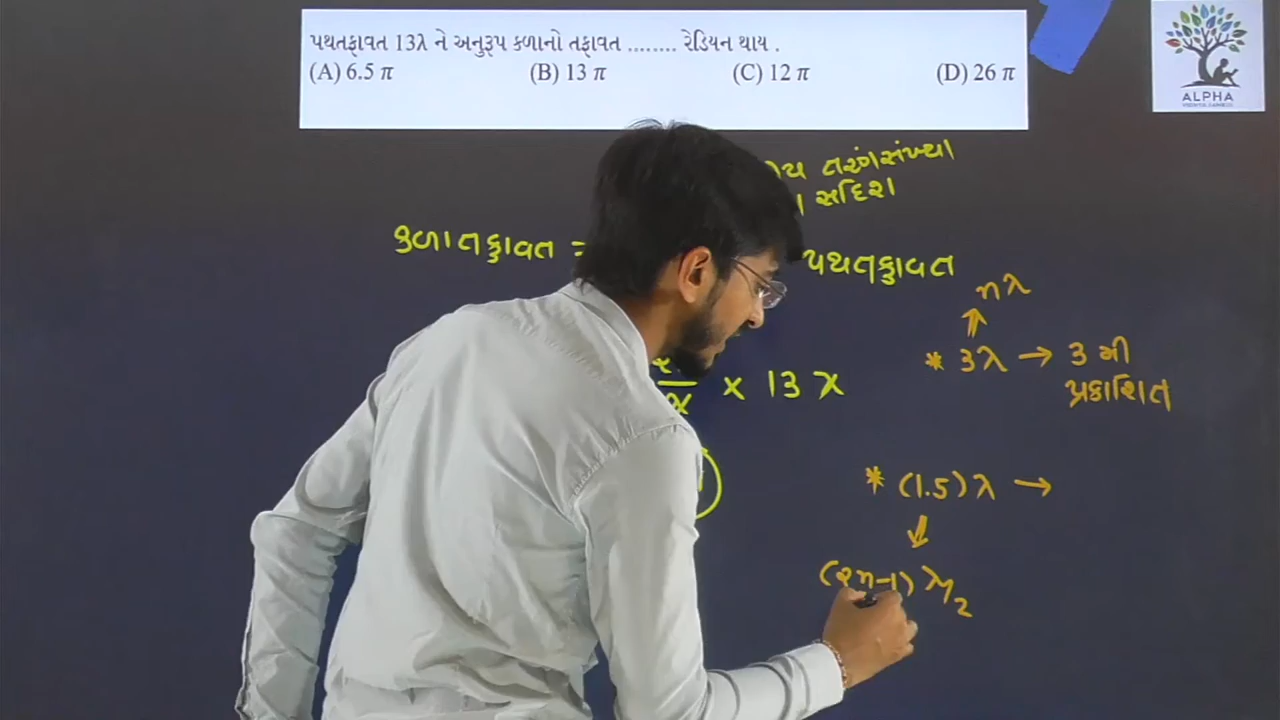 પથતફાવત 13λ ને અનુરૂપ કળાનો તફાવત ........ રેડિયન થાય .
(A) 6.5 π (B) 13 π (C) 12 π (D) 26 π
ALPHA
તરંગસંખ્યા
સદિશ
કળાતફાવત = પથતફાવત
nλ
* 3λ → 3 મી
પ્રકાશિત
× 13 λ
* (1.5) λ →
(2n-1) λ/2